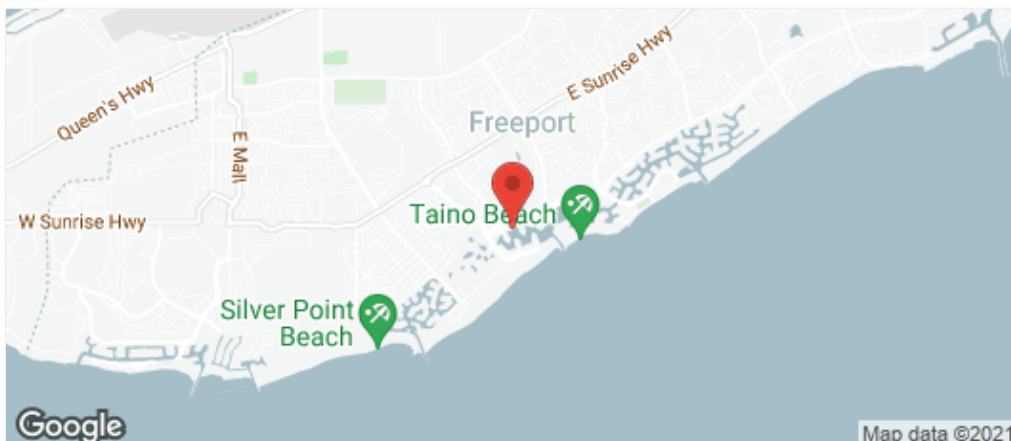 Queen's Hwy
E Sunrise Hwy
Freeport
E Mall
W Sunrise Hwy
Taino Beach
Silver Point
Beach
Google
Map data ©2021